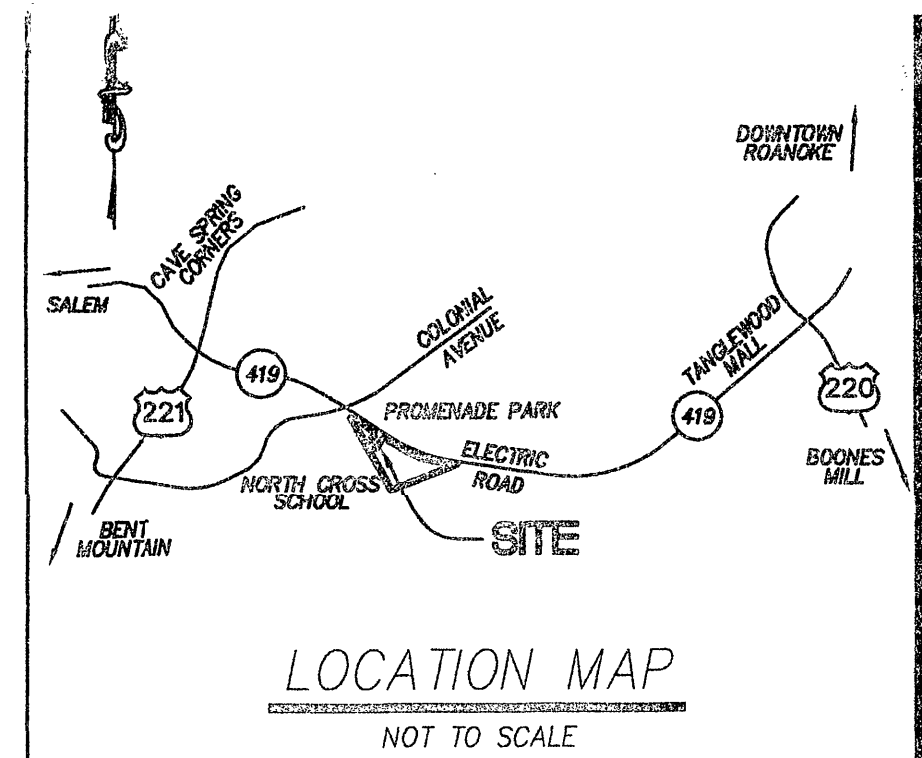 DOWNTOWN
ROANOKE
CAVE SPRING
CORNERS
SALEM
COLONIAL
AVENUE
TANGLEWOOD
MALL
419
221
PROMENADE PARK
419
220
NORTH CROSS
SCHOOL
ELECTRIC
ROAD
BOONES
MILL
BENT
MOUNTAIN
SITE
LOCATION MAP
NOT TO SCALE